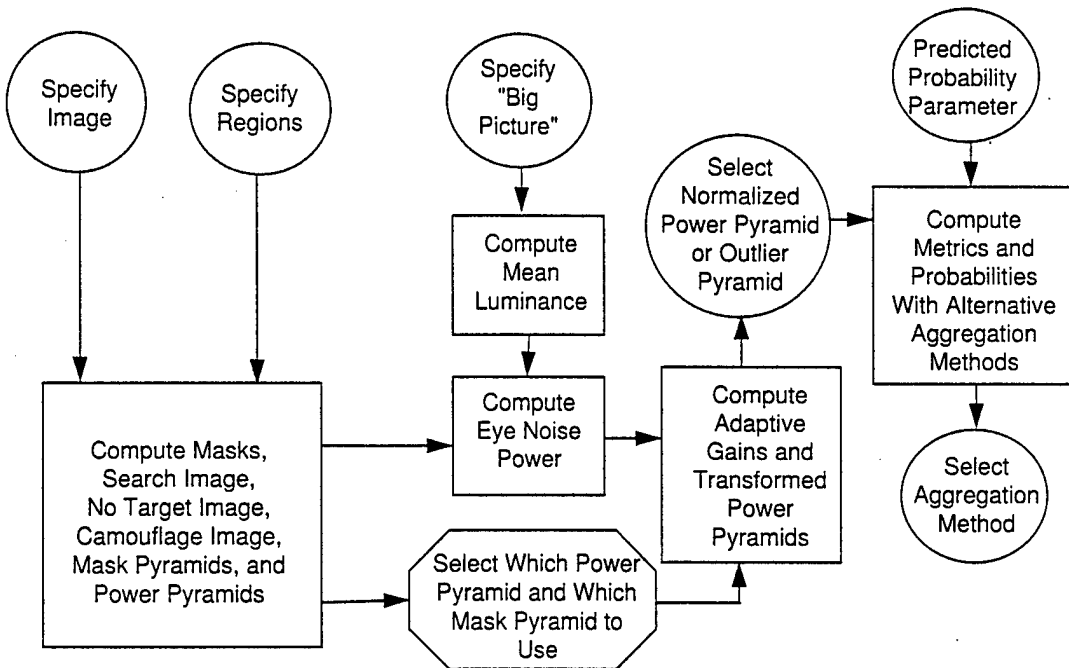 Specify
Image
Specify
Regions
Specify
"Big
Picture"
Predicted
Probability
Parameter
Select
Normalized
Power Pyramid
or Outlier
Pyramid
Compute
Mean
Luminance
Compute
Metrics and
Probabilities
With Alternative
Aggregation
Methods
Compute Masks,
Search Image,
No Target Image,
Camouflage Image,
Mask Pyramids, and
Power Pyramids
Compute
Eye Noise
Power
Compute
Adaptive
Gains and
Transformed
Power
Pyramids
Select
Aggregation
Method
Select Which Power
Pyramid and Which
Mask Pyramid to
Use